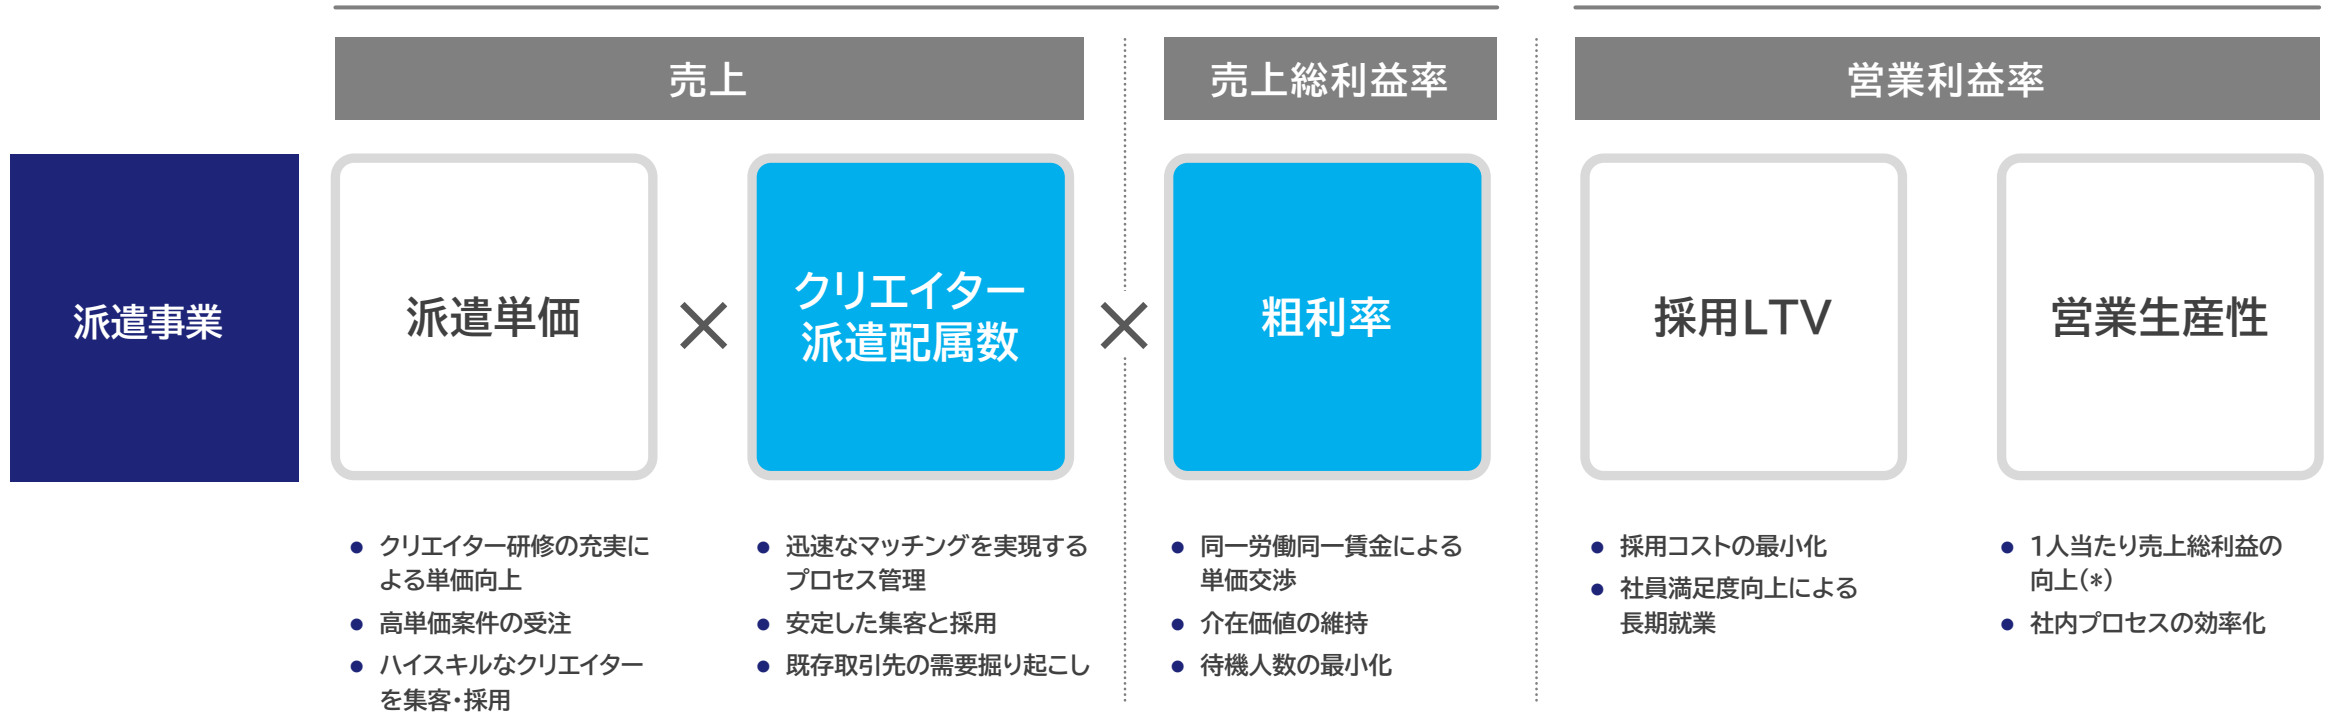 売上
売上総利益率
営業利益率
派遣事業
派遣単価
×
クリエイター
派遣配属数
×
粗利率
採用LTV
営業生産性
● クリエイター研修の充実に
よる単価向上
● 高単価案件の受注
● ハイスキルなクリエイター
を集客・採用
● 迅速なマッチングを実現する
プロセス管理
● 安定した集客と採用
● 既存取引先の需要掘り起こし
● 同一労働同一賃金による
単価交渉
● 介在価値の維持
● 待機人数の最小化
● 採用コストの最小化
● 社員満足度向上による
長期就業
● 1人当たり売上総利益の
向上(*)
● 社内プロセスの効率化